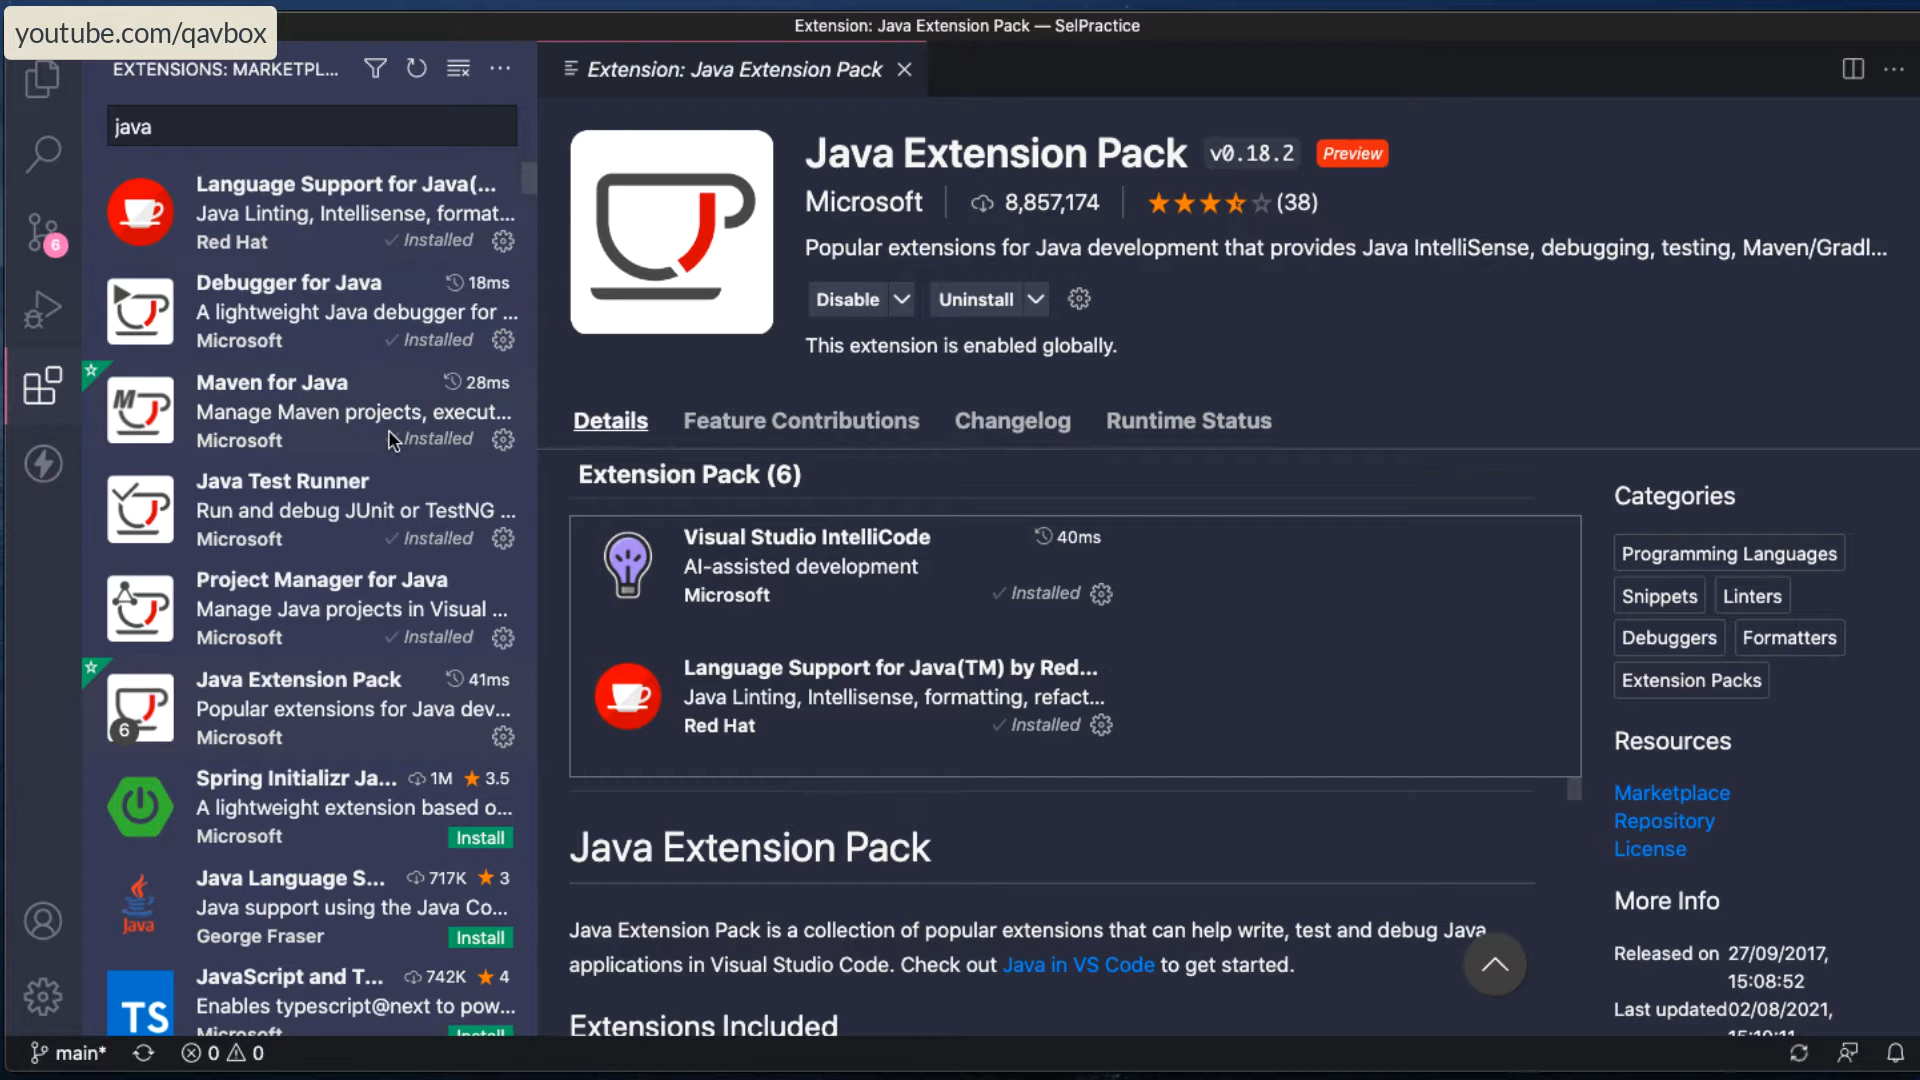 youtube.com/qavbox
Extension: Java Extension Pack — SelPractice
EXTENSIONS: MARKETPL...
Extension: Java Extension Pack
java
Language Support for Java(...
Java Linting, Intellisense, format...
Red Hat
Installed
6
Debugger for Java
18ms
A lightweight Java debugger for ...
Microsoft
Installed
Maven for Java
28ms
Manage Maven projects, execut...
Microsoft
Installed
Java Test Runner
Run and debug JUnit or TestNG ...
Microsoft
Installed
Project Manager for Java
Manage Java projects in Visual ...
Microsoft
Installed
Java Extension Pack
41ms
Popular extensions for Java dev...
6
Microsoft
Spring Initializr Ja...
1M
3.5
A lightweight extension based o...
Microsoft
Install
Java
Java Language S...
717K
3
Java support using the Java Co...
George Fraser
Install
TS
JavaScript and T...
742K
4
Enables typescript@next to pow...
Microsoft
Install
Java Extension Pack
v0.18.2
Preview
Microsoft
8,857,174
(38)
Popular extensions for Java development that provides Java IntelliSense, debugging, testing, Maven/Gradl...
Disable
Uninstall
This extension is enabled globally.
Details
Feature Contributions
Changelog
Runtime Status
Extension Pack (6)
Visual Studio IntelliCode
40ms
AI-assisted development
Microsoft
Installed
Language Support for Java(TM) by Red...
Java Linting, Intellisense, formatting, refact...
Red Hat
Installed
Java Extension Pack
Java Extension Pack is a collection of popular extensions that can help write, test and debug Java
applications in Visual Studio Code. Check out Java in VS Code to get started.
Extensions Included
Categories
Programming Languages
Snippets
Linters
Debuggers
Formatters
Extension Packs
Resources
Marketplace
Repository
License
More Info
Released on 27/09/2017,
15:08:52
Last updated 02/08/2021,
main*
0
0